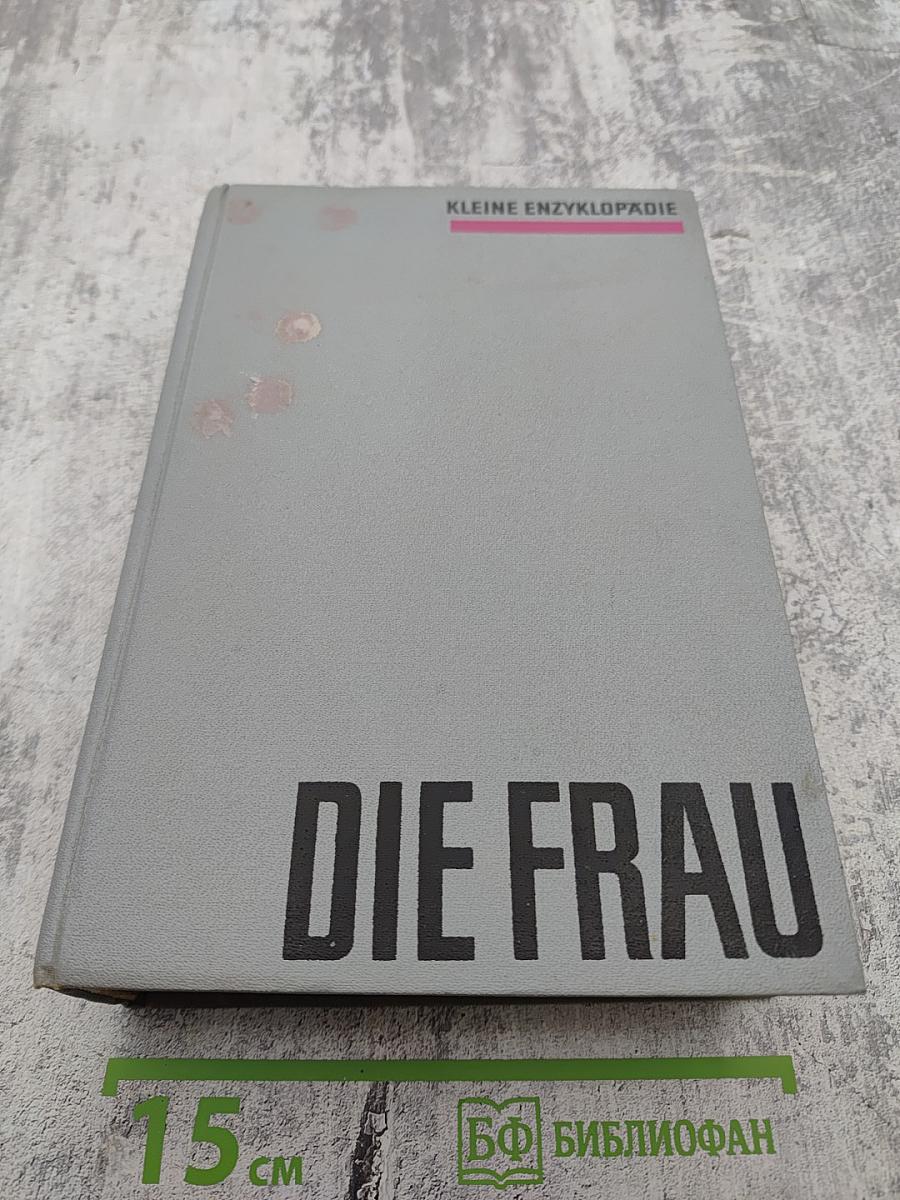 KLEINE ENZYKLOPÄDIE
DIE FRAU
15 см
БФ БИБЛИОФАН